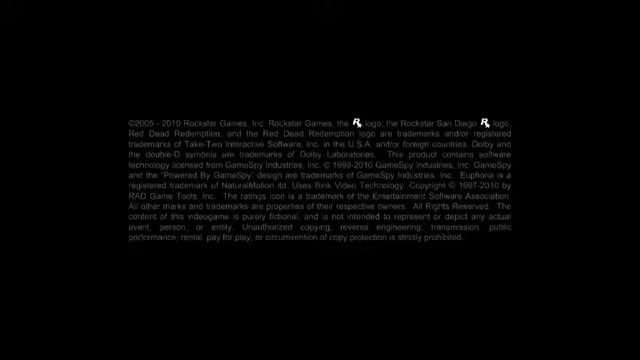 ©2005 - 2010 Rockstar Games, Inc. Rockstar Games, the R logo, the Rockstar San Diego R logo,
Red Dead Redemption, and the Red Dead Redemption logo are trademarks and/or registered
trademarks of Take-Two Interactive Software, Inc. in the U.S.A. and/or foreign countries. Dolby and
the double-D symbols are trademarks of Dolby Laboratories. This product contains software
technology licensed from GameSpy Industries, Inc. © 1999-2010 GameSpy Industries, Inc. GameSpy
and the "Powered By GameSpy" design are trademarks of GameSpy Industries, Inc. Euphoria is a
registered trademark of NaturalMotion ltd. Uses Bink Video Technology. Copyright © 1997-2010 by
RAD Game Tools, Inc. The ratings icon is a trademark of the Entertainment Software Association.
All other marks and trademarks are properties of their respective owners. All Rights Reserved. The
content of this videogame is purely fictional, and is not intended to represent or depict any actual
event, person, or entity. Unauthorized copying, reverse engineering, transmission, public
performance, rental, pay for play, or circumvention of copy protection is strictly prohibited.